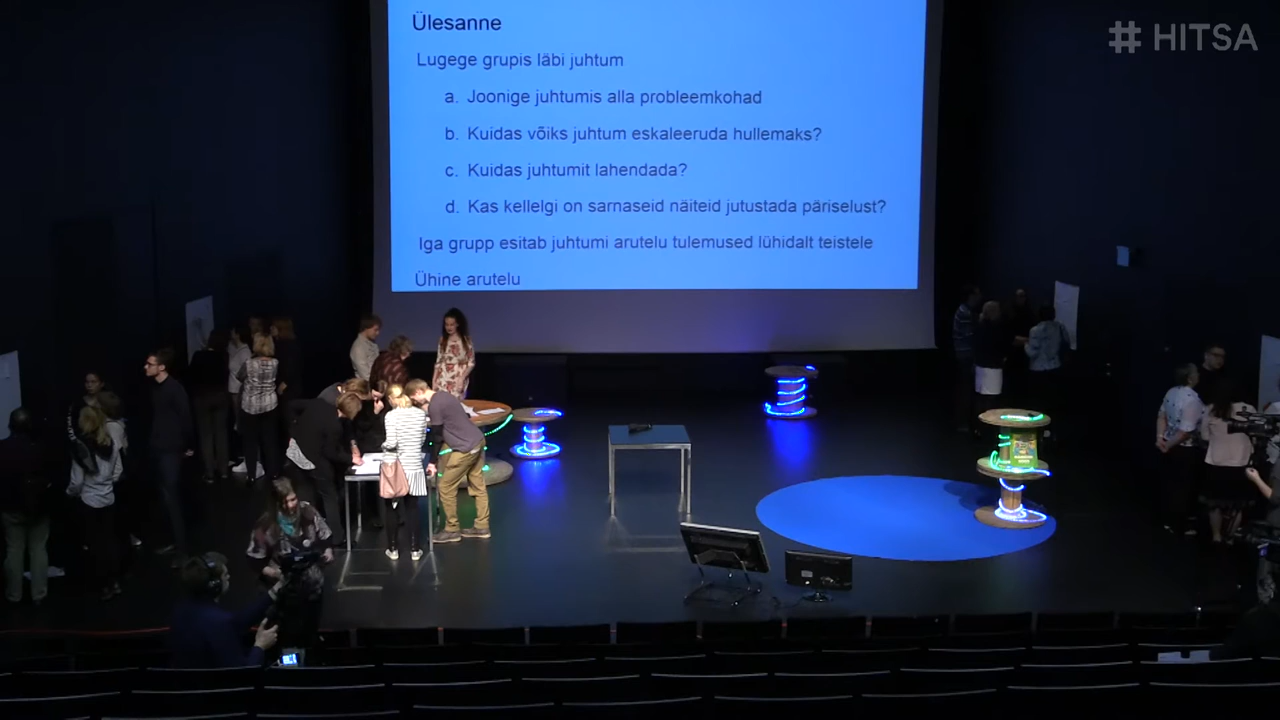 # HITSA
Ülesanne
Lugege grupis läbi juhtum
a. Joonige juhtumis alla probleemkohad
b. Kuidas võiks juhtum eskaleeruda hullemaks?
c. Kuidas juhtumit lahendada?
d. Kas kellelgi on sarnaseid näiteid jutustada päriselust?
Iga grupp esitab juhtumi arutelu tulemused lühidalt teistele
Ühine arutelu